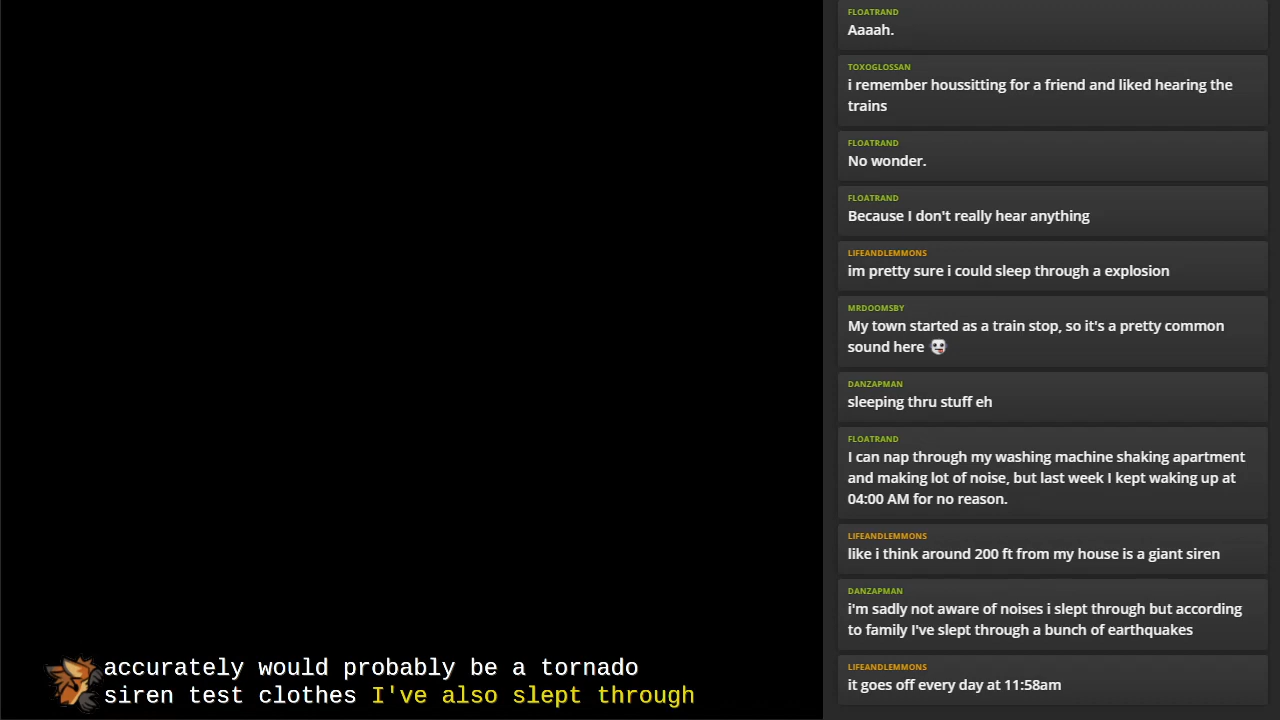 FLOATRAND
Aaaah.
TOXOGLOSSAN
i remember houssitting for a friend and liked hearing the
trains
FLOATRAND
No wonder.
FLOATRAND
Because I don't really hear anything
LIFEANDLEMMONS
im pretty sure i could sleep through a explosion
MRDOOMSBY
My town started as a train stop, so it's a pretty common
sound here
DANZAPMAN
sleeping thru stuff eh
FLOATRAND
I can nap through my washing machine shaking apartment
and making lot of noise, but last week I kept waking up at
04:00 AM for no reason.
LIFEANDLEMMONS
like i think around 200 ft from my house is a giant siren
DANZAPMAN
i'm sadly not aware of noises i slept through but according
to family I've slept through a bunch of earthquakes
LIFEANDLEMMONS
it goes off every day at 11:58am
accurately would probably be a tornado
siren test clothes I've also slept through